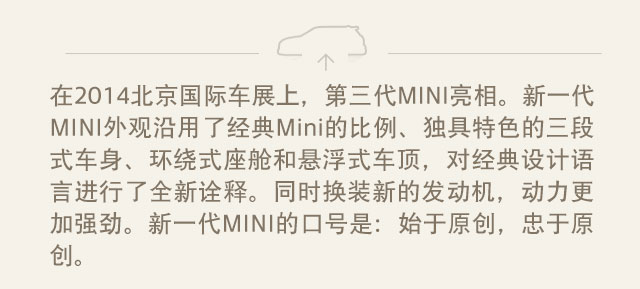 在2014北京国际车展上，第三代MINI亮相。新一代
MINI外观沿用了经典Mini的比例、独具特色的三段
式车身、环绕式座舱和悬浮式车顶，对经典设计语
言进行了全新诠释。同时换装新的发动机，动力更
加强劲。新一代MINI的口号是：始于原创，忠于原
创。